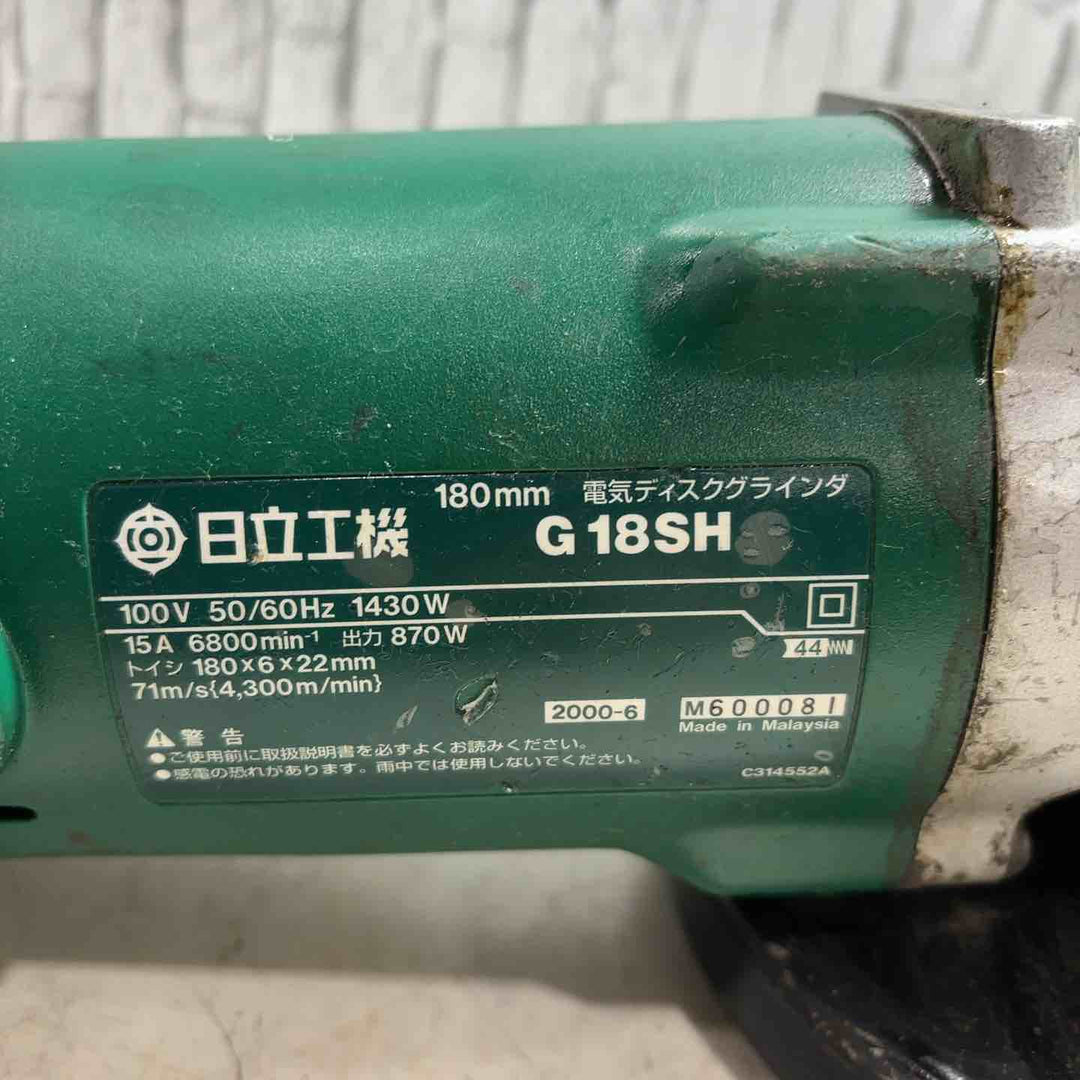 180mm 電気ディスクグラインダ
日立工機 G18SH
100V 50/60Hz 1430W
15A 6800min⁻¹ 出力 870W
44
トイシ 180×6×22mm
71m/s{4,300m/min}
2000-6 M600081
Made in Malaysia
警告
●ご使用前に取扱説明書を必ずよくお読みください。
●感電の恐れがあります。雨中では使用しないでください。
C314552A